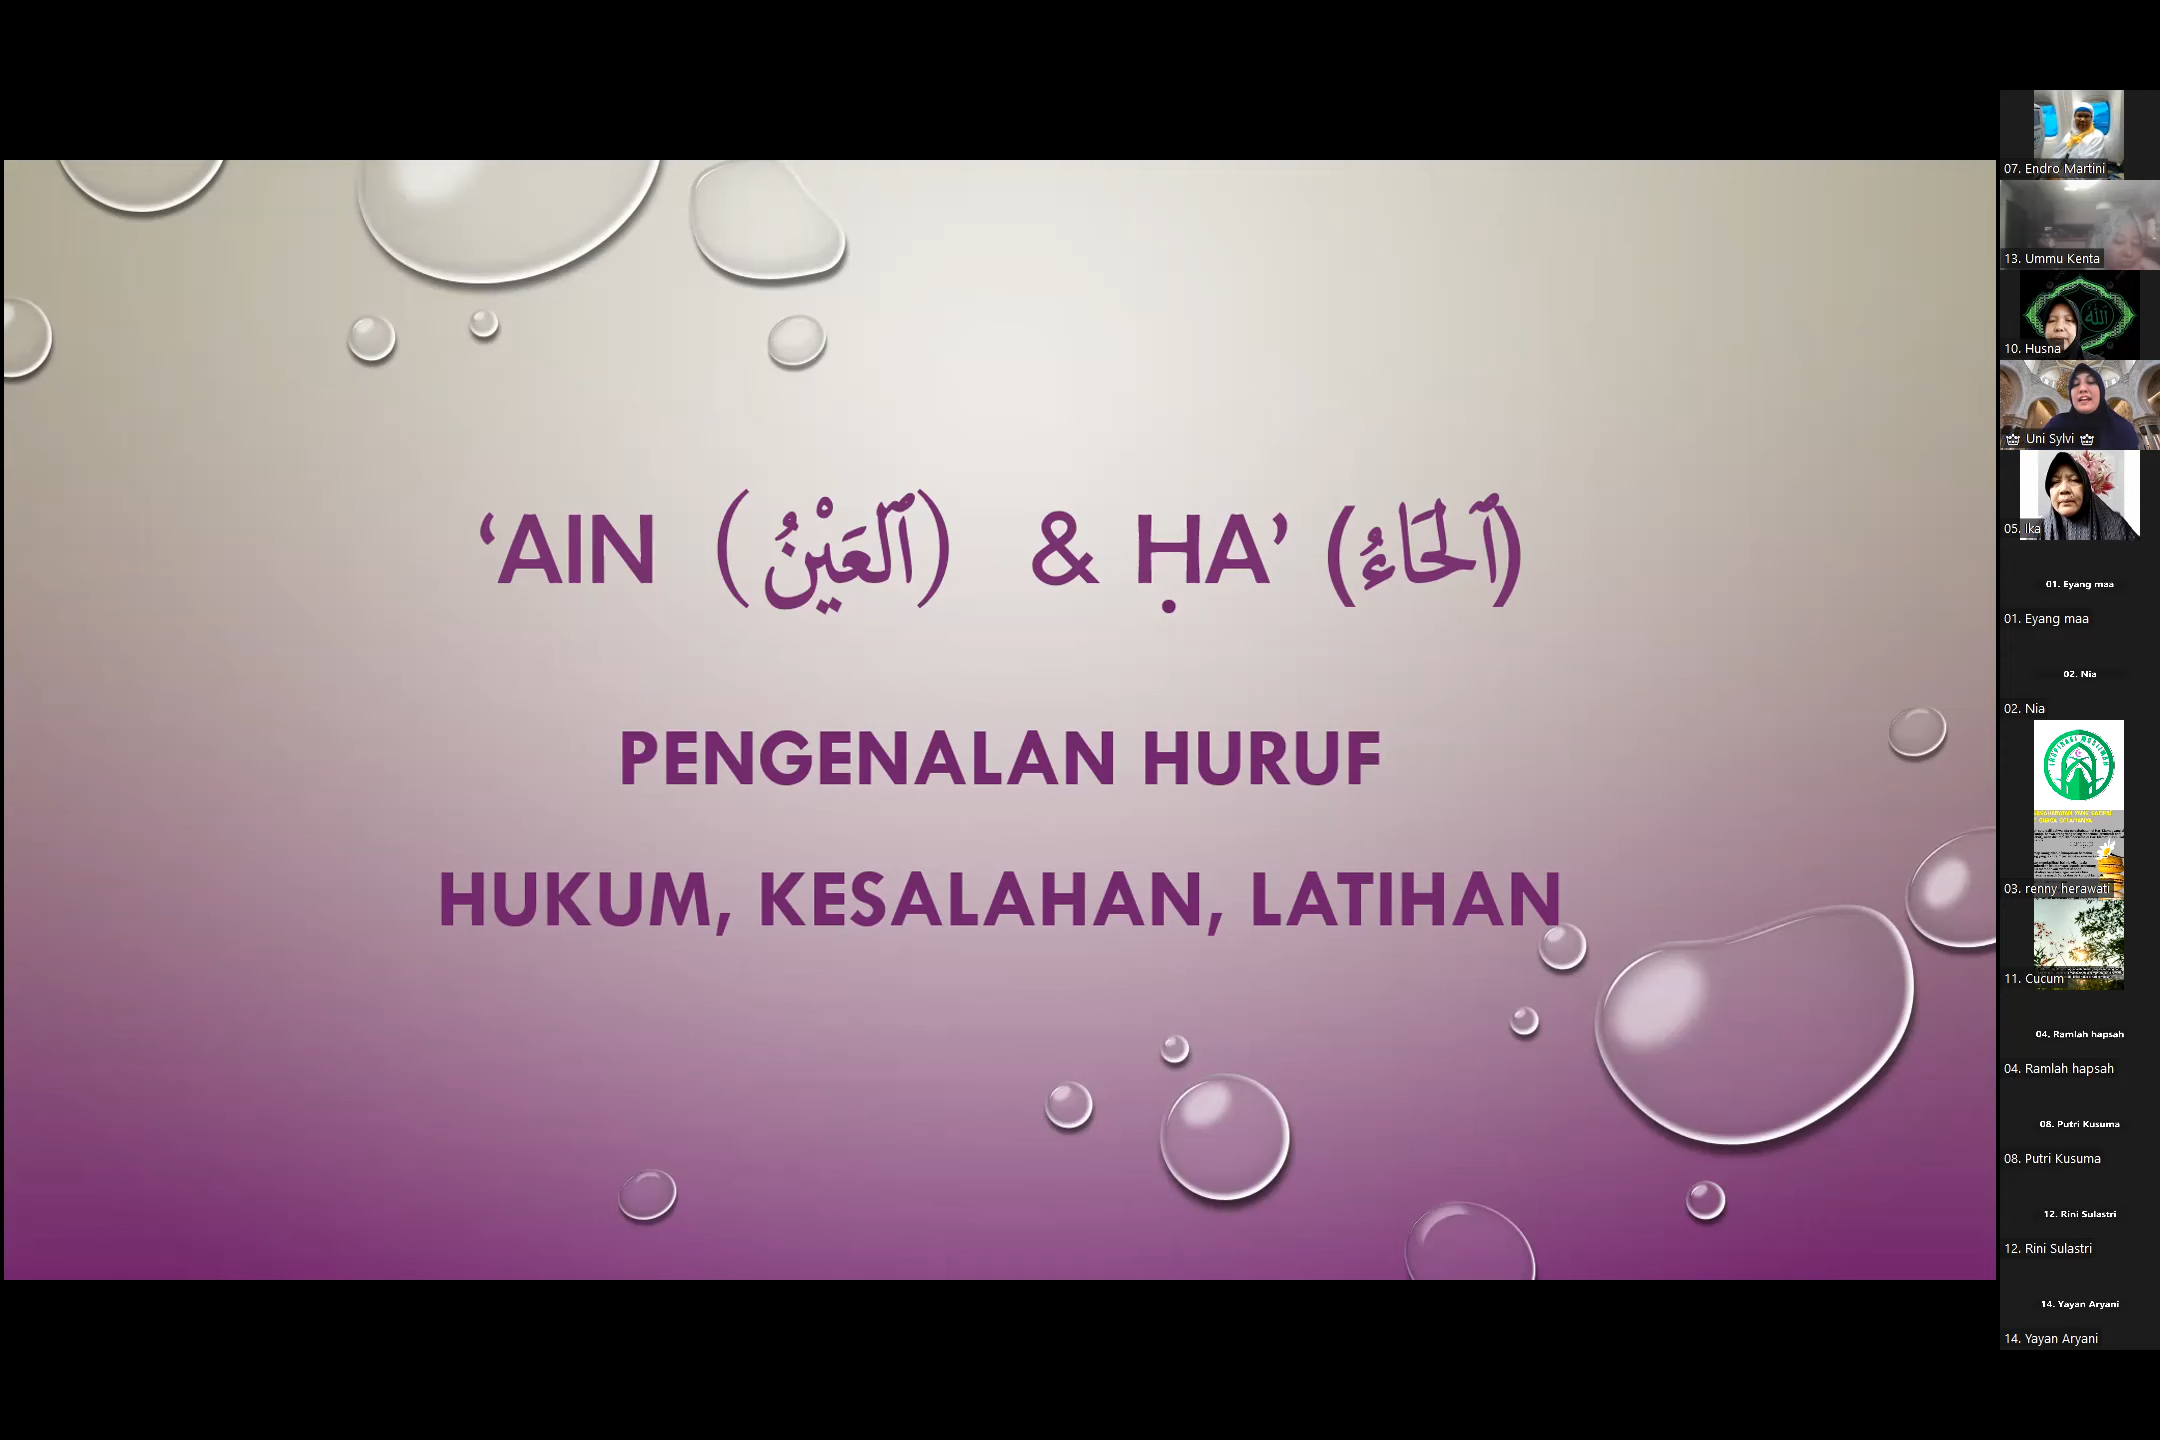 ‘AIN (ٱلْعَيْنُ) & ḤA’ (ٱلْحَاءُ)
PENGENALAN HURUF
HUKUM, KESALAHAN, LATIHAN
07. Endro Martini
13. Ummu Kenta
10. Husna
Uni Sylvi
05. Ika
01. Eyang maa
01. Eyang maa
02. Nia
02. Nia
03. renny herawati
11. Cucum
04. Ramlah hapsah
04. Ramlah hapsah
08. Putri Kusuma
08. Putri Kusuma
12. Rini Sulastri
12. Rini Sulastri
14. Yayan Aryani
14. Yayan Aryani